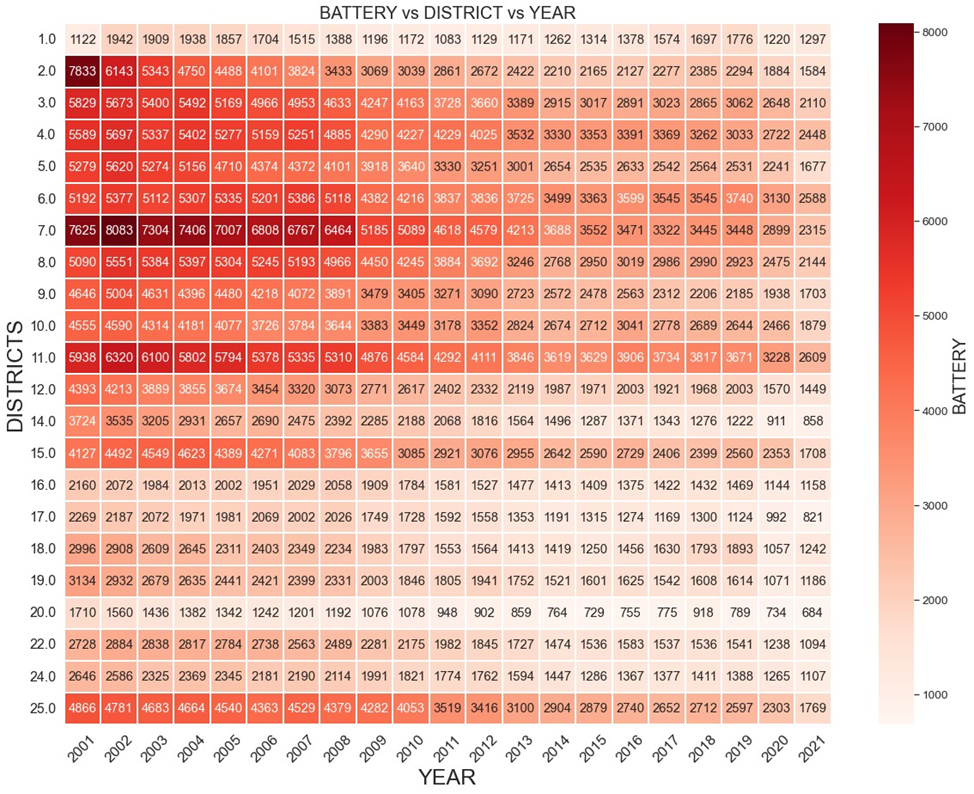 BATTERY vs DISTRICT vs YEAR
1.0 1122 1942 1909 1938 1857 1704 1515 1388 1196 1172 1083 1129 1171 1262 1314 1378 1574 1697 1776 1220 1297
2.0 7833 6143 5343 4750 4488 4101 3824 3433 3069 3039 2861 2672 2422 2210 2165 2127 2277 2385 2294 1884 1584
3.0 5829 5673 5400 5492 5169 4966 4953 4633 4247 4163 3728 3660 3389 2915 3017 2891 3023 2865 3062 2648 2110
4.0 5589 5697 5337 5402 5277 5159 5251 4885 4290 4227 4229 4025 3532 3330 3353 3391 3369 3262 3033 2722 2448
5.0 5279 5620 5274 5156 4710 4374 4372 4101 3918 3640 3330 3251 3001 2654 2535 2633 2542 2564 2531 2241 1677
6.0 5192 5377 5112 5307 5335 5201 5386 5118 4382 4216 3837 3836 3725 3499 3363 3599 3545 3545 3740 3130 2588
7.0 7625 8083 7304 7406 7007 6808 6767 6464 5185 5089 4618 4579 4213 3688 3552 3471 3322 3445 3448 2899 2315
8.0 5090 5551 5384 5397 5304 5245 5193 4966 4450 4245 3884 3692 3246 2768 2950 3019 2986 2990 2923 2475 2144
9.0 4646 5004 4631 4396 4480 4218 4072 3891 3479 3405 3271 3090 2723 2572 2478 2563 2312 2206 2185 1938 1703
10.0 4555 4590 4314 4181 4077 3726 3784 3644 3383 3449 3178 3352 2824 2674 2712 3041 2778 2689 2644 2466 1879
11.0 5938 6320 6100 5802 5794 5378 5335 5310 4876 4584 4292 4111 3846 3619 3629 3906 3734 3817 3671 3228 2609
12.0 4393 4213 3889 3855 3674 3454 3320 3073 2771 2617 2402 2332 2119 1987 1971 2003 1921 1968 2003 1570 1449
14.0 3724 3535 3205 2931 2657 2690 2475 2392 2285 2188 2068 1816 1564 1496 1287 1371 1343 1276 1222 911 858
15.0 4127 4492 4549 4623 4389 4271 4083 3796 3655 3085 2921 3076 2955 2642 2590 2729 2406 2399 2560 2353 1708
16.0 2160 2072 1984 2013 2002 1951 2029 2058 1909 1784 1581 1527 1477 1413 1409 1375 1422 1432 1469 1144 1158
17.0 2269 2187 2072 1971 1981 2069 2002 2026 1749 1728 1592 1558 1353 1191 1315 1274 1169 1300 1124 992 821
18.0 2996 2908 2609 2645 2311 2403 2349 2234 1983 1797 1553 1564 1413 1419 1250 1456 1630 1793 1893 1057 1242
19.0 3134 2932 2679 2635 2441 2421 2399 2331 2003 1846 1805 1941 1752 1521 1601 1625 1542 1608 1614 1071 1186
20.0 1710 1560 1436 1382 1342 1242 1201 1192 1076 1078 948 902 859 764 729 755 775 918 789 734 684
22.0 2728 2884 2838 2817 2784 2738 2563 2489 2281 2175 1982 1845 1727 1474 1536 1583 1537 1536 1541 1238 1094
24.0 2646 2586 2325 2369 2345 2181 2190 2114 1991 1821 1774 1762 1594 1447 1286 1367 1377 1411 1388 1265 1107
25.0 4866 4781 4683 4664 4540 4363 4529 4379 4282 4053 3519 3416 3100 2904 2879 2740 2652 2712 2597 2303 1769
2001 2002 2003 2004 2005 2006 2007 2008 2009 2010 2011 2012 2013 2014 2015 2016 2017 2018 2019 2020 2021
YEAR
DISTRICTS
8000
7000
6000
5000
4000
3000
2000
1000
BATTERY